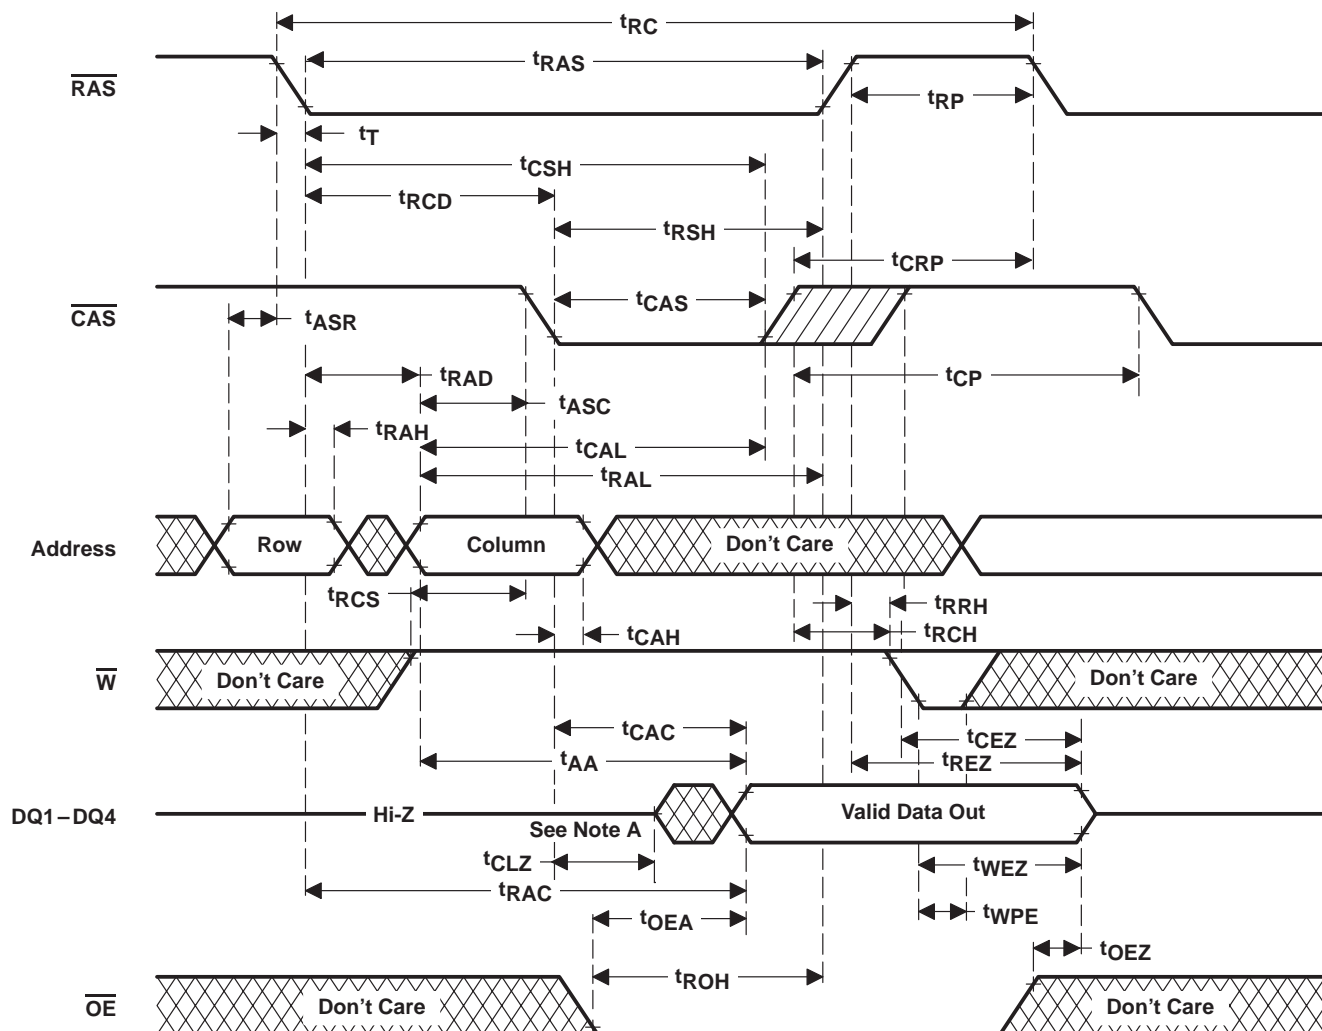 tRC
RAS
tRAS
tRP
tT
tCSH
tRCD
tRSH
tCRP
CAS
tCAS
tASR
tRAD
tCP
tASC
tRAH
tCAL
tRAL
Address
Row
Column
Don't Care
tRCS
tRRH
tCAH
tRCH
W
Don't Care
Don't Care
tCAC
tCEZ
tAA
tREZ
DQ1–DQ4
Hi-Z
See Note A
Valid Data Out
tCLZ
tWEZ
tRAC
tOEA
tWPE
tOEZ
tROH
OE
Don't Care
Don't Care